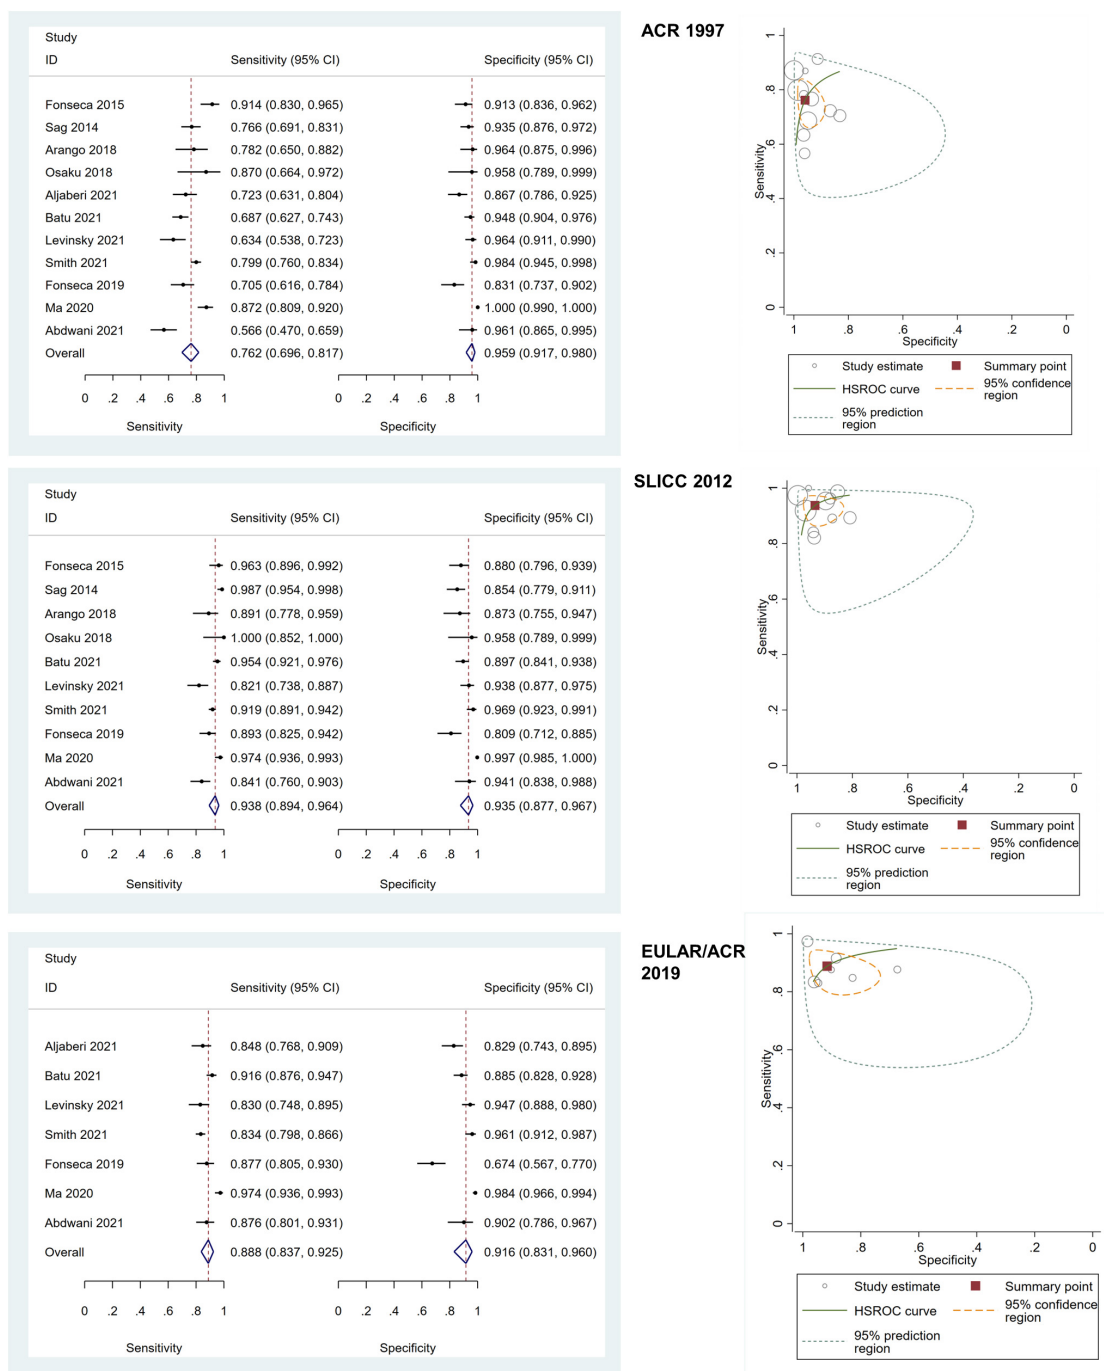 ACR 1997
Study
ID Sensitivity (95% CI) Specificity (95% CI)
Fonseca 2015 0.914 (0.830, 0.965) 0.913 (0.836, 0.962)
Sag 2014 0.766 (0.691, 0.831) 0.935 (0.876, 0.972)
Arango 2018 0.782 (0.650, 0.882) 0.964 (0.875, 0.996)
Osaku 2018 0.870 (0.664, 0.972) 0.958 (0.789, 0.999)
Aljaberi 2021 0.723 (0.631, 0.804) 0.867 (0.786, 0.925)
Batu 2021 0.687 (0.627, 0.743) 0.948 (0.904, 0.976)
Levinsky 2021 0.634 (0.538, 0.723) 0.964 (0.911, 0.990)
Smith 2021 0.799 (0.760, 0.834) 0.984 (0.945, 0.998)
Fonseca 2019 0.705 (0.616, 0.784) 0.831 (0.737, 0.902)
Ma 2020 0.872 (0.809, 0.920) 1.000 (0.990, 1.000)
Abdwani 2021 0.566 (0.470, 0.659) 0.961 (0.865, 0.995)
Overall 0.762 (0.696, 0.817) 0.959 (0.917, 0.980)
0 .2 .4 .6 .8 1 0 .2 .4 .6 .8 1
Sensitivity Specificity
Sensitivity
1
.8
.6
.4
.2
0
1 .8 .6 .4 .2 0
Specificity
Study estimate Summary point
HSROC curve 95% confidence
region
95% prediction
region
SLICC 2012
Study
ID Sensitivity (95% CI) Specificity (95% CI)
Fonseca 2015 0.963 (0.896, 0.992) 0.880 (0.796, 0.939)
Sag 2014 0.987 (0.954, 0.998) 0.854 (0.779, 0.911)
Arango 2018 0.891 (0.778, 0.959) 0.873 (0.755, 0.947)
Osaku 2018 1.000 (0.852, 1.000) 0.958 (0.789, 0.999)
Batu 2021 0.954 (0.921, 0.976) 0.897 (0.841, 0.938)
Levinsky 2021 0.821 (0.738, 0.887) 0.938 (0.877, 0.975)
Smith 2021 0.919 (0.891, 0.942) 0.969 (0.923, 0.991)
Fonseca 2019 0.893 (0.825, 0.942) 0.809 (0.712, 0.885)
Ma 2020 0.974 (0.936, 0.993) 0.997 (0.985, 1.000)
Abdwani 2021 0.841 (0.760, 0.903) 0.941 (0.838, 0.988)
Overall 0.938 (0.894, 0.964) 0.935 (0.877, 0.967)
0 .2 .4 .6 .8 1 0 .2 .4 .6 .8 1
Sensitivity Specificity
Sensitivity
1
.8
.6
.4
.2
0
1 .8 .6 .4 .2 0
Specificity
Study estimate Summary point
HSROC curve 95% confidence
region
95% prediction
region
EULAR/ACR
2019
Study
ID Sensitivity (95% CI) Specificity (95% CI)
Aljaberi 2021 0.848 (0.768, 0.909) 0.829 (0.743, 0.895)
Batu 2021 0.916 (0.876, 0.947) 0.885 (0.828, 0.928)
Levinsky 2021 0.830 (0.748, 0.895) 0.947 (0.888, 0.980)
Smith 2021 0.834 (0.798, 0.866) 0.961 (0.912, 0.987)
Fonseca 2019 0.877 (0.805, 0.930) 0.674 (0.567, 0.770)
Ma 2020 0.974 (0.936, 0.993) 0.984 (0.966, 0.994)
Abdwani 2021 0.876 (0.801, 0.931) 0.902 (0.786, 0.967)
Overall 0.888 (0.837, 0.925) 0.916 (0.831, 0.960)
0 .2 .4 .6 .8 1 0 .2 .4 .6 .8 1
Sensitivity Specificity
Sensitivity
1
.8
.6
.4
.2
0
1 .8 .6 .4 .2 0
Specificity
Study estimate Summary point
HSROC curve 95% confidence
region
95% prediction
region